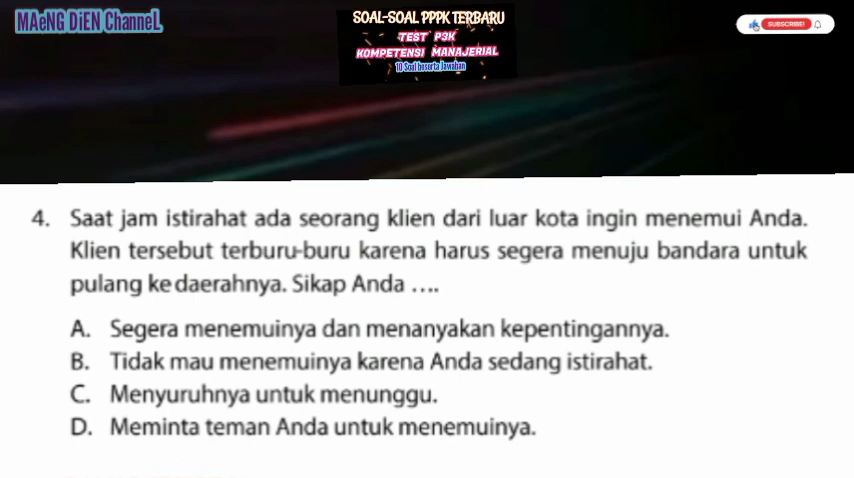 MAeNG DiEN ChanneL
SOAL-SOAL PPPK TERBARU
TEST P3K
KOMPETENSI MANAJERIAL
10 Soal beserta Jawaban
SUBSCRIBE!
4. Saat jam istirahat ada seorang klien dari luar kota ingin menemui Anda.
Klien tersebut terburu-buru karena harus segera menuju bandara untuk
pulang ke daerahnya. Sikap Anda ....
A. Segera menemuinya dan menanyakan kepentingannya.
B. Tidak mau menemuinya karena Anda sedang istirahat.
C. Menyuruhnya untuk menunggu.
D. Meminta teman Anda untuk menemuinya.